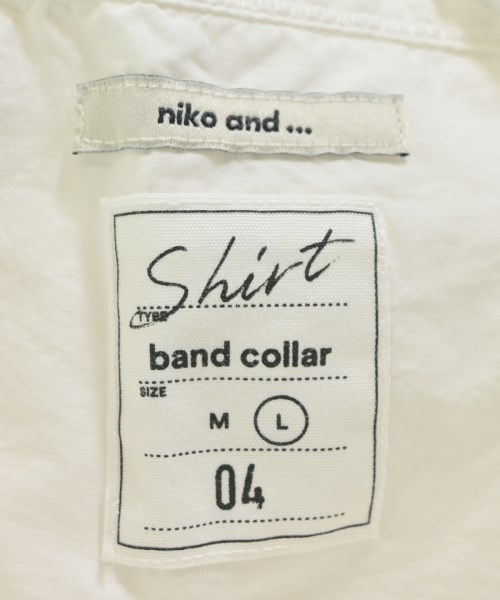 niko and ...
Shirt
TYPE
band collar
SIZE
M L
04